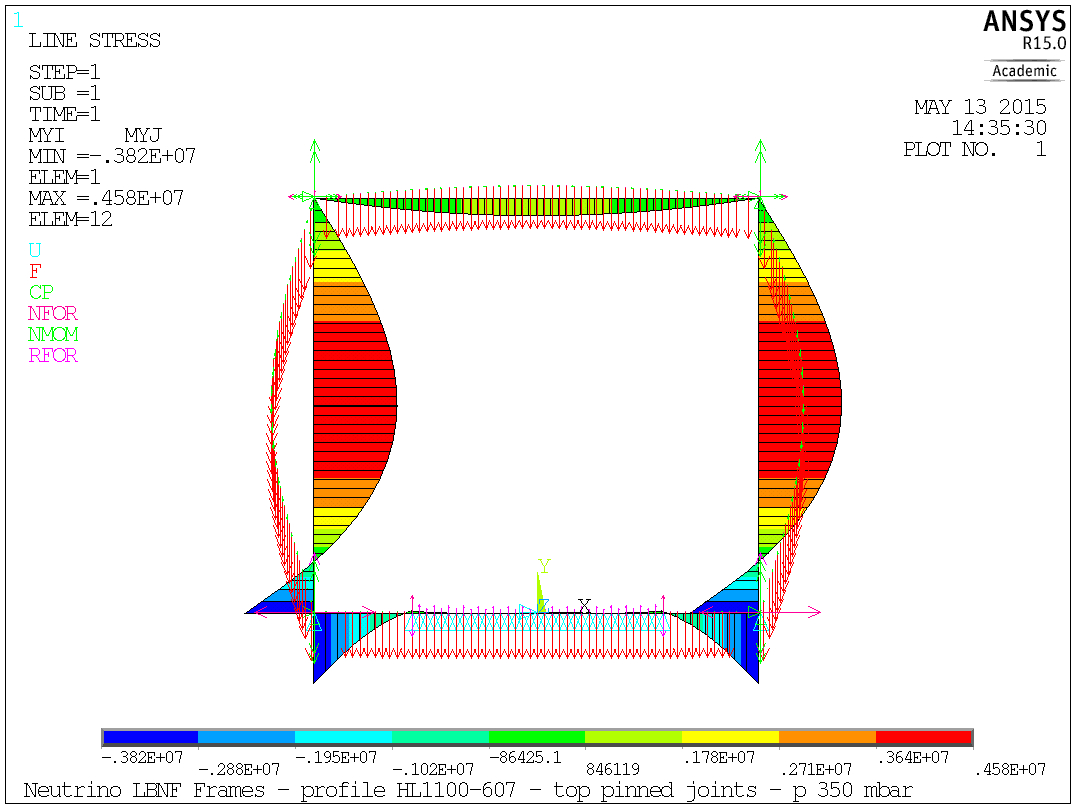 1
ANSYS
R15.0
Academic
LINE STRESS
STEP=1
SUB =1
TIME=1
MYI MYJ
MIN =-.382E+07
ELEM=1
MAX =.458E+07
ELEM=12
MAY 13 2015
14:35:30
PLOT NO. 1
U
F
CP
NFOR
NMOM
RFOR
Y
Z X
-.382E+07 -.195E+07 -86425.1 .178E+07 .364E+07
-.288E+07 -.102E+07 846119 .271E+07 .458E+07
Neutrino LBNF Frames - profile HL1100-607 - top pinned joints - p 350 mbar